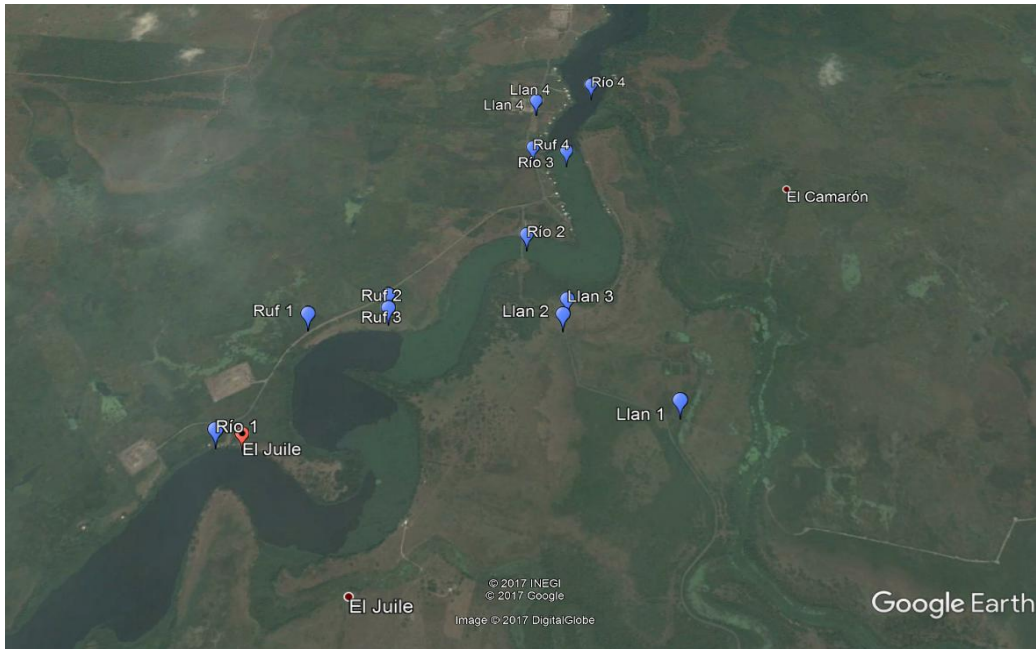 Río 4
Llan 4
Llan 4
Ruf 4
Río 3
El Camarón
Río 2
Ruf 2
Llan 3
Ruf 1
Llan 2
Ruf 3
Llan 1
Río 1
El Juile
© 2017 INEGI
© 2017 Google
Google Earth
El Juile
Image © 2017 DigitalGlobe